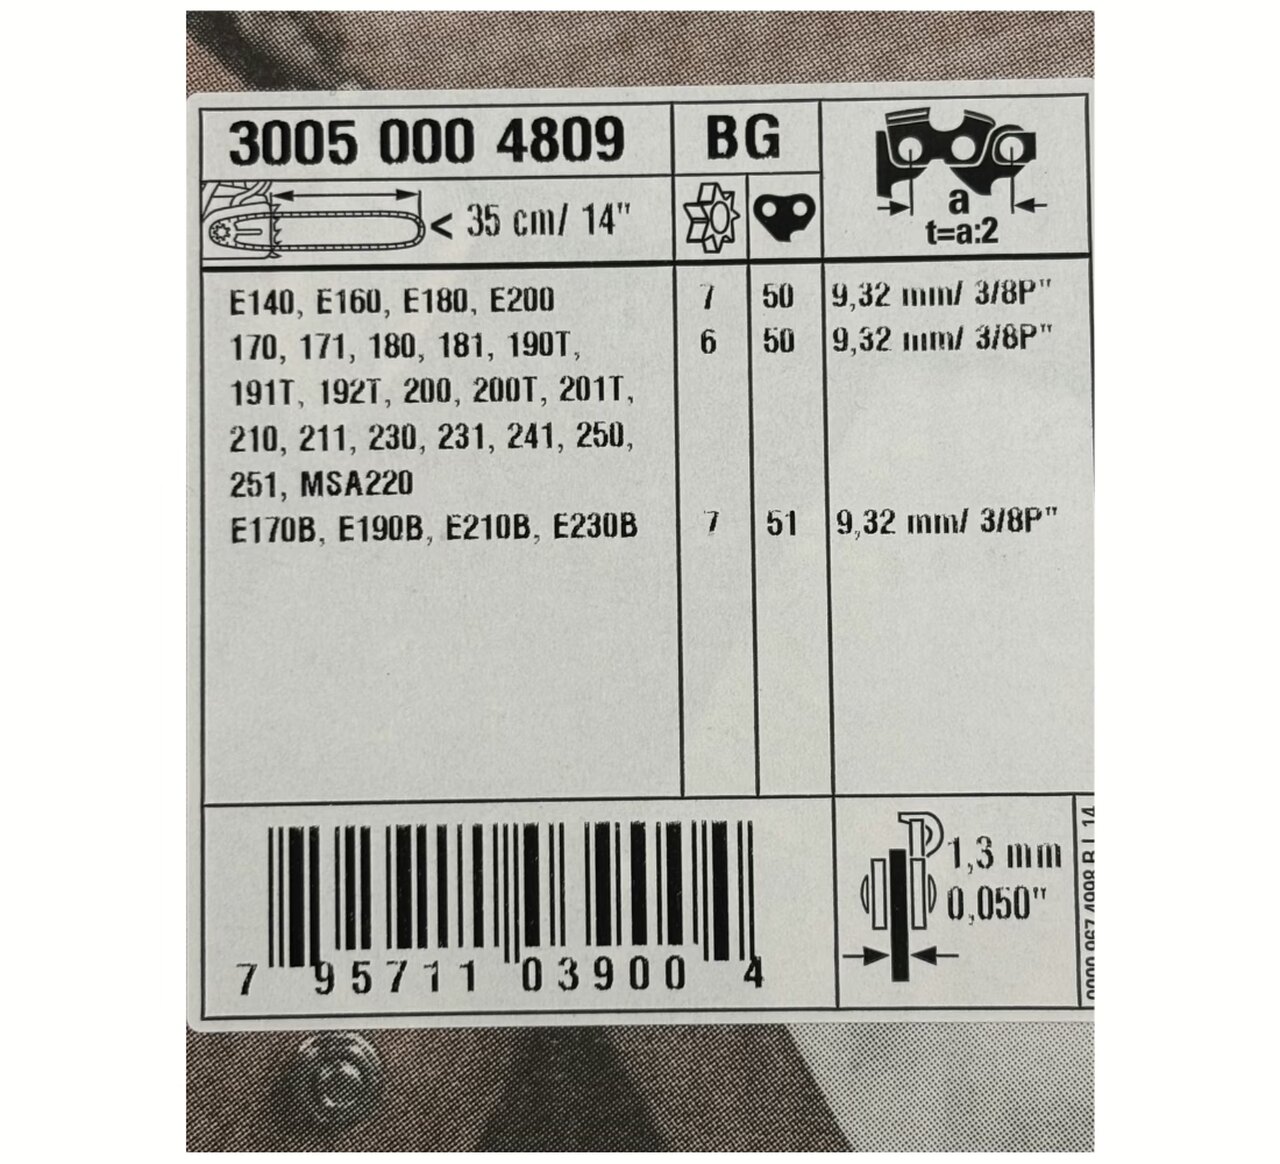 3005 000 4809
BG
a
t=a:2
< 35 cm/ 14"
E140, E160, E180, E200 7 50 9,32 mm/ 3/8P"
170, 171, 180, 181, 190T, 6 50 9,32 mm/ 3/8P"
191T, 192T, 200, 200T, 201T,
210, 211, 230, 231, 241, 250,
251, MSA220
E170B, E190B, E210B, E230B 7 51 9,32 mm/ 3/8P"
1,3 mm
0,050"
7 95711 03900 4